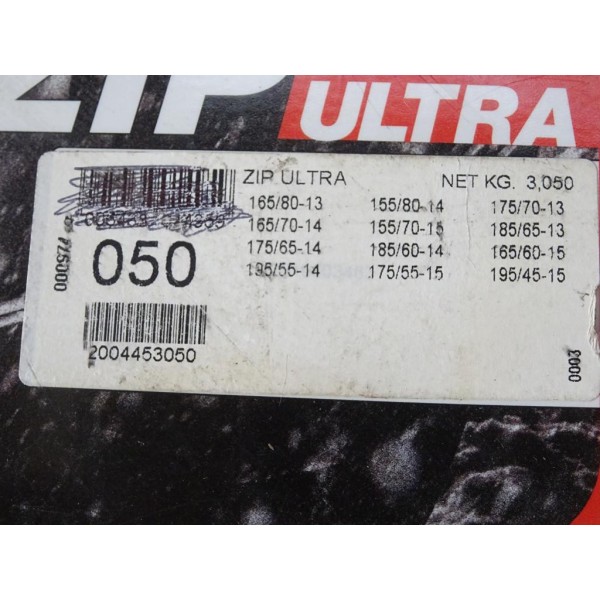 ZIP ULTRA
ZIP ULTRA NET KG. 3,050
165/80-13 155/80-14 175/70-13
165/70-14 155/70-15 185/65-13
175/65-14 185/60-14 165/60-15
195/55-14 175/55-15 195/45-15
050
2004453050
0003